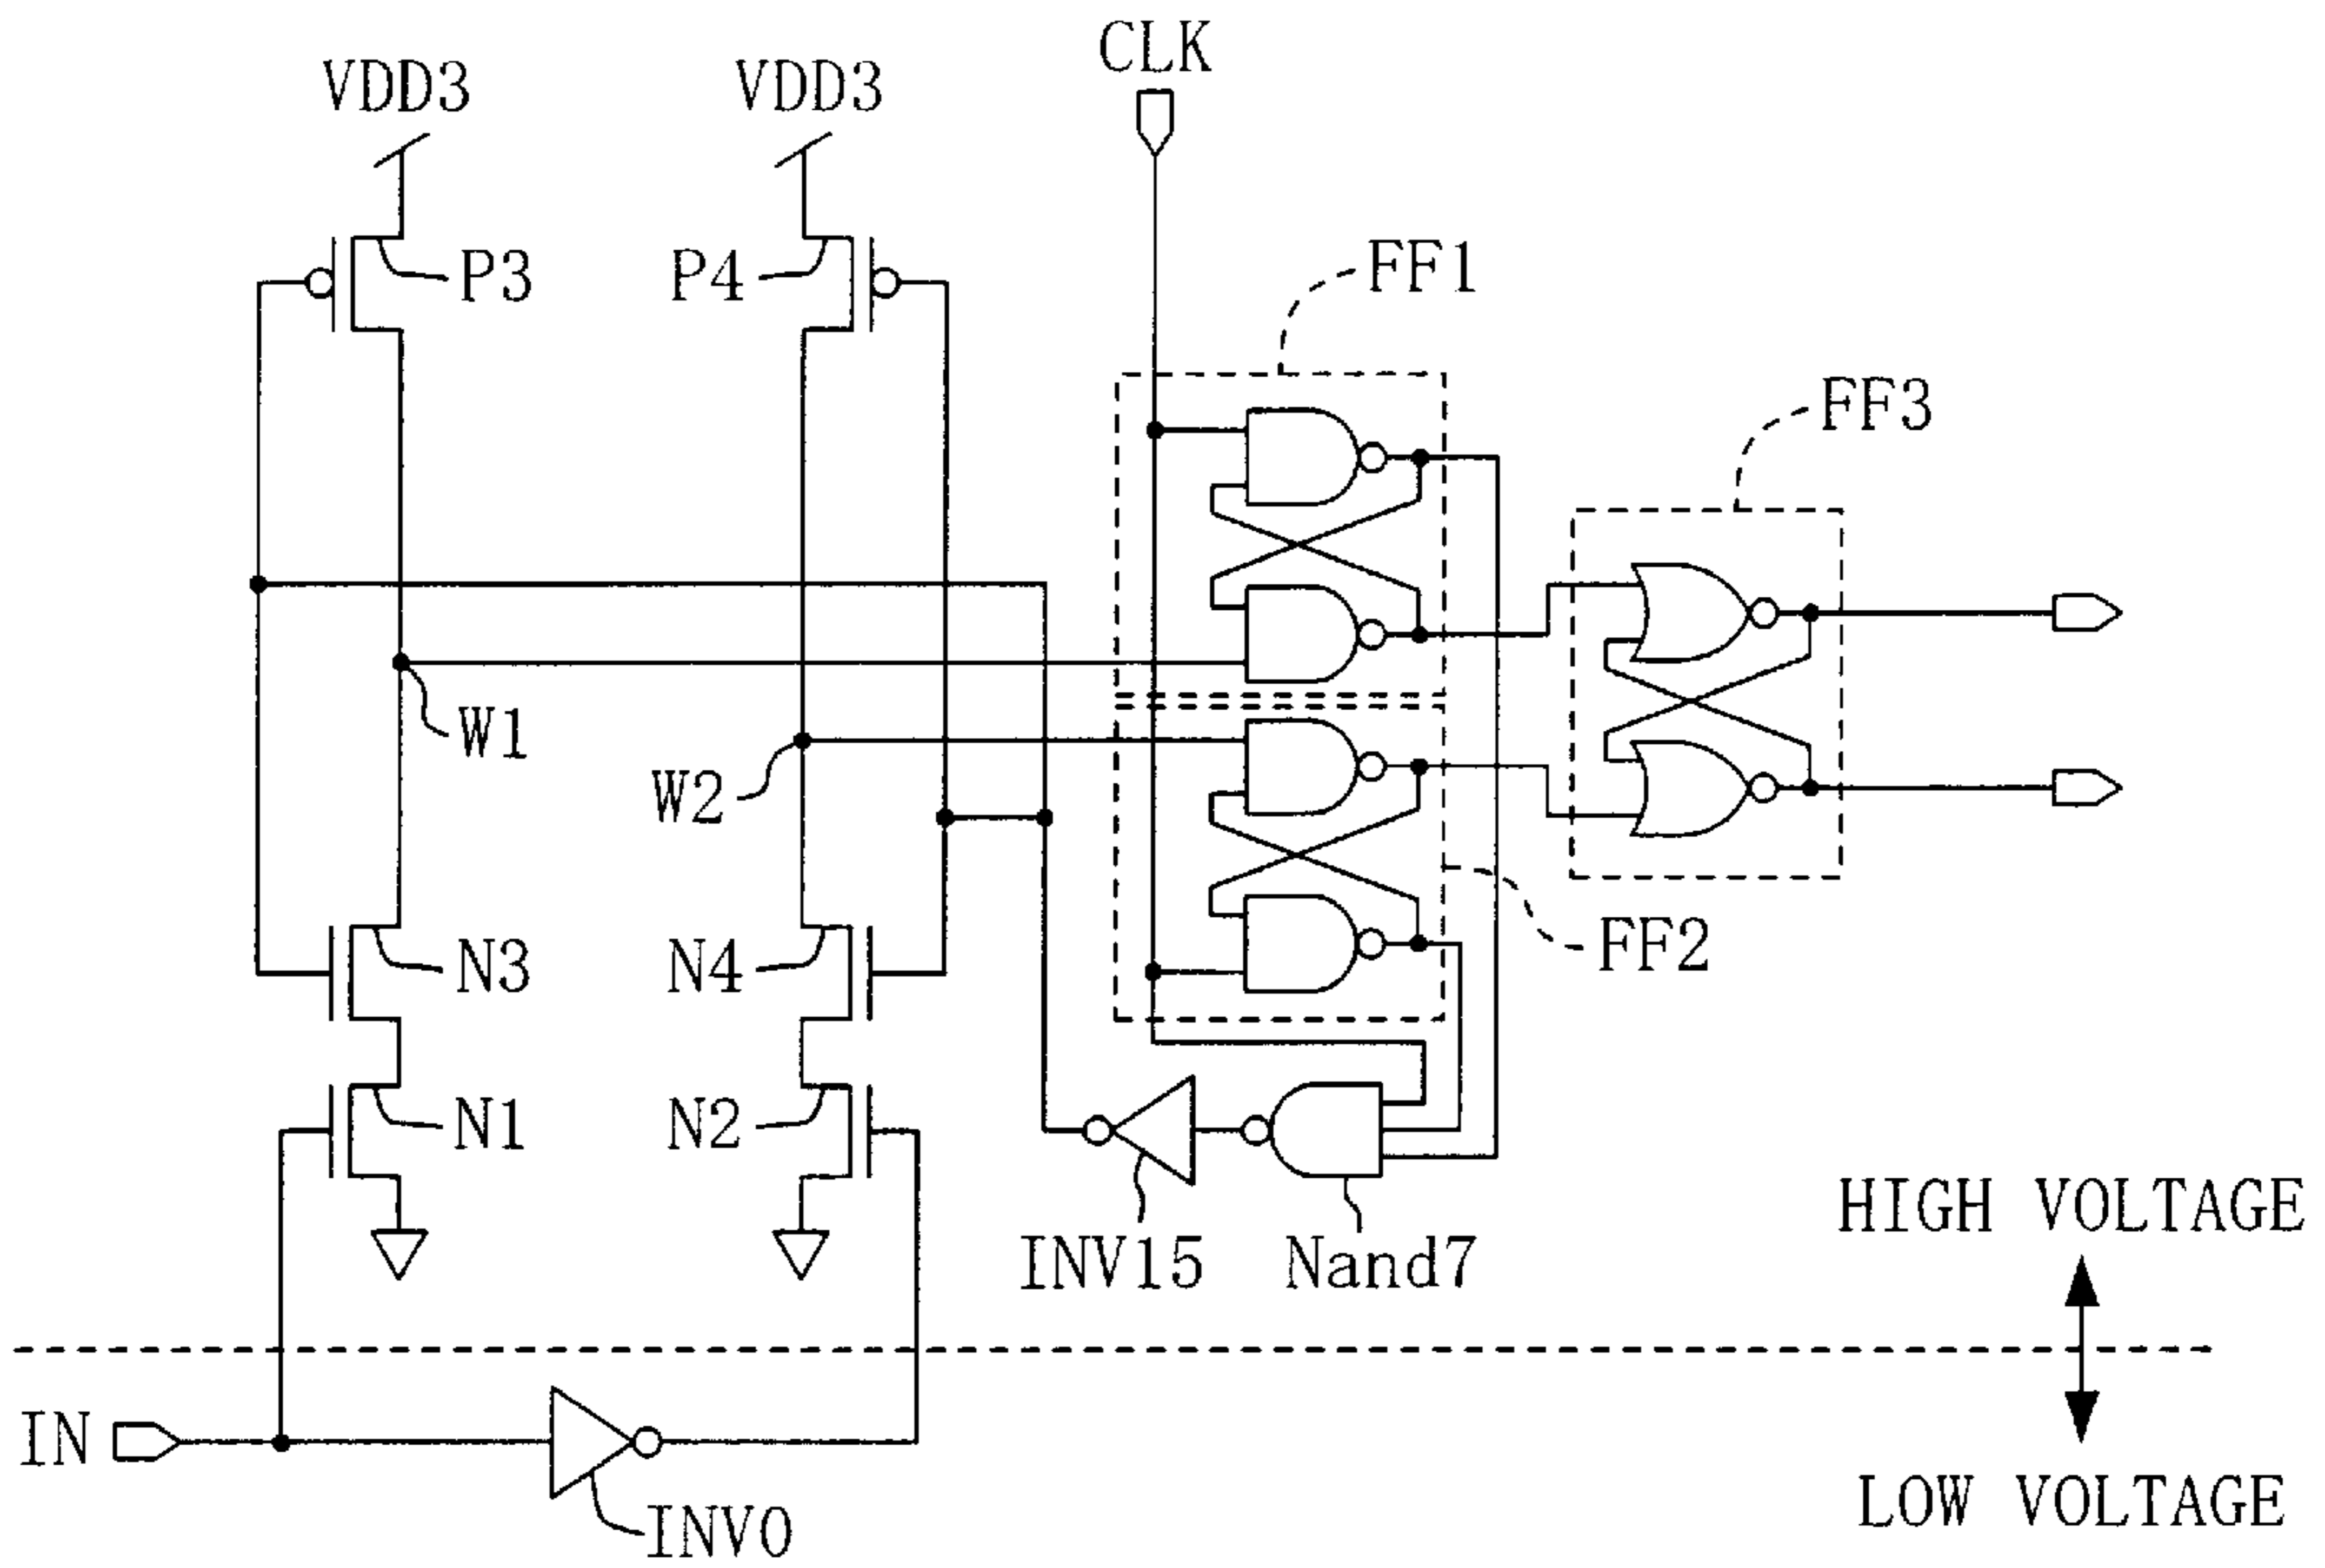 CLK
VDD3
VDD3
P3
P4
FF1
FF3
W1
W2
N3
N4
FF2
N1
N2
INV15
Nand7
HIGH VOLTAGE
IN
INV0
LOW VOLTAGE